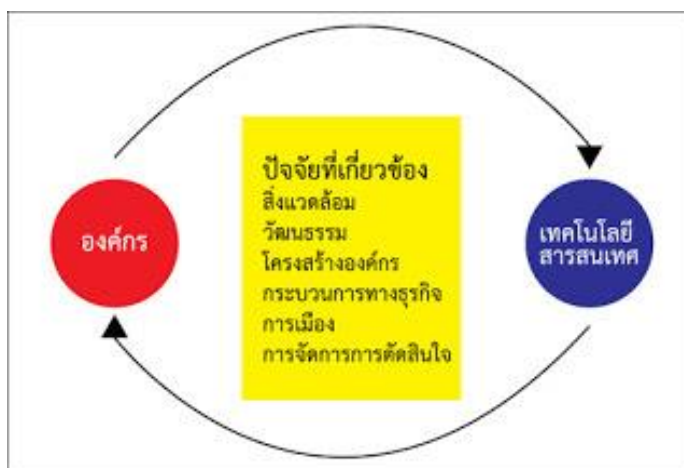 องค์กร
ปัจจัยที่เกี่ยวข้อง
สิ่งแวดล้อม
วัฒนธรรม
โครงสร้างองค์กร
กระบวนการทางธุรกิจ
การเมือง
การจัดการการตัดสินใจ
เทคโนโลยี
สารสนเทศ